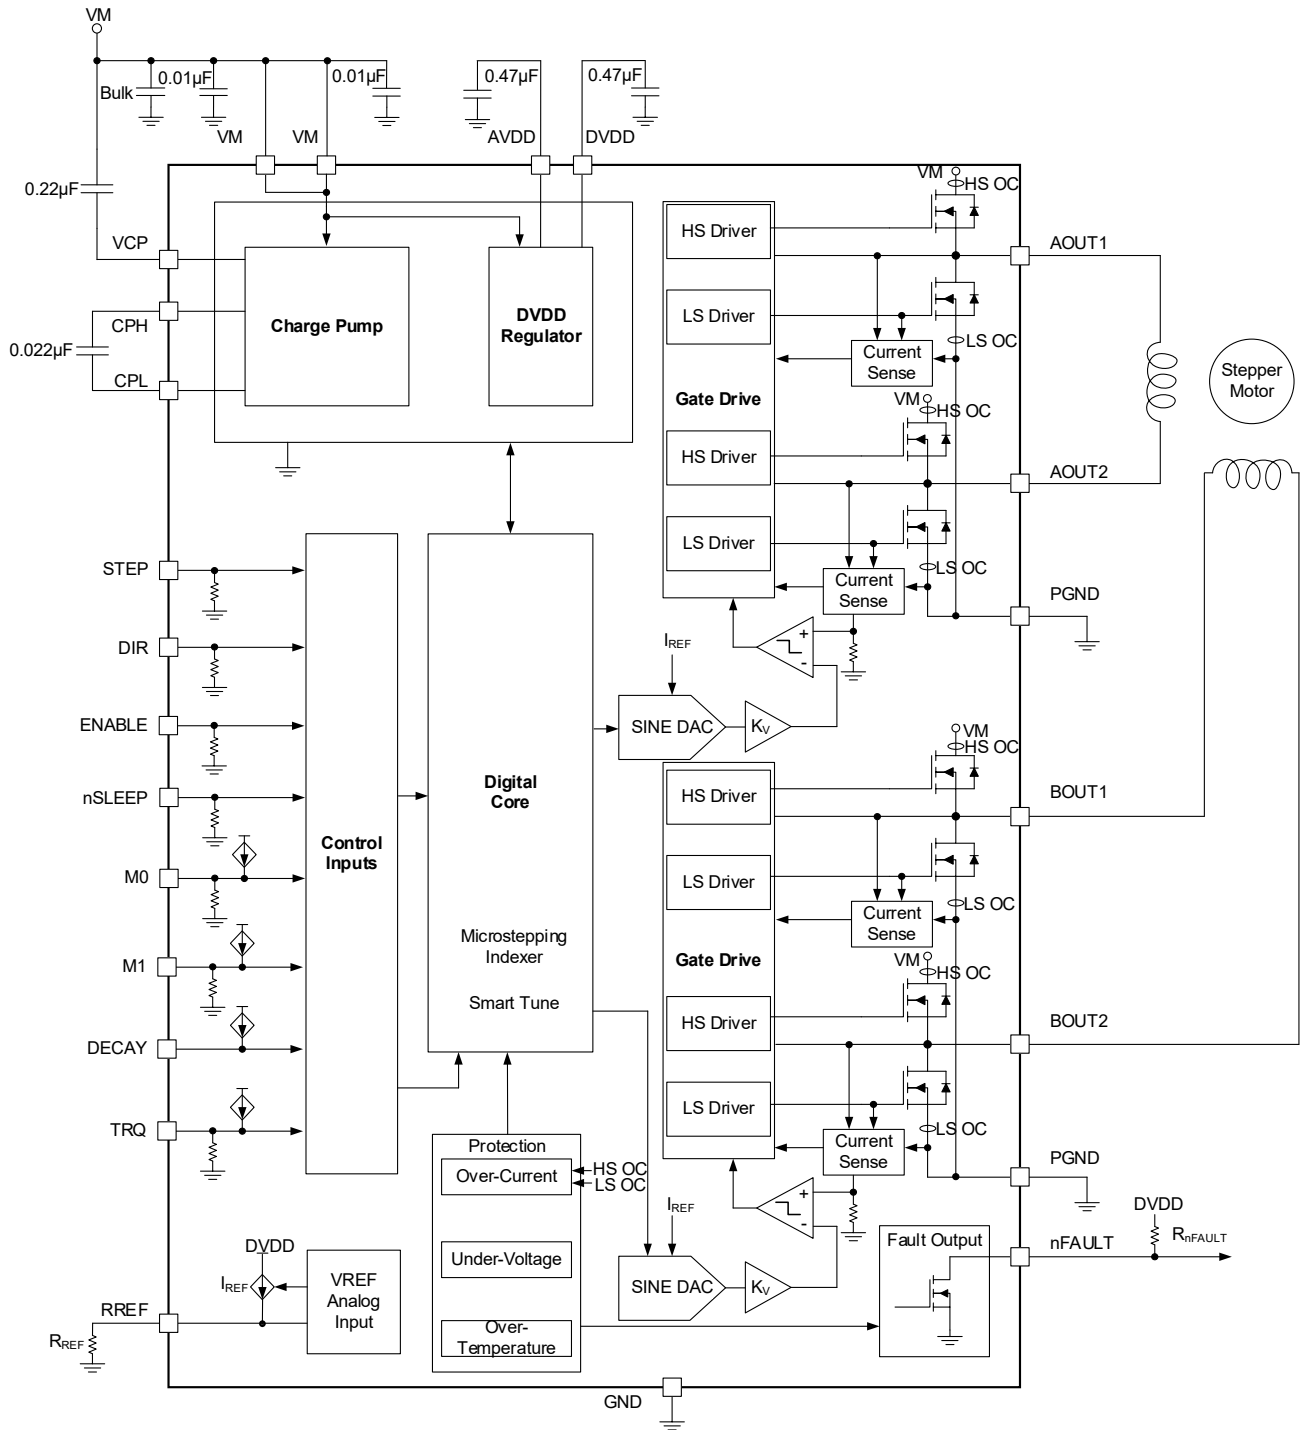 VM
Bulk
0.01µF
0.01µF
0.47µF
0.47µF
VM
VM
AVDD
DVDD
0.22µF
VCP
CPH
0.022µF
CPL
Charge Pump
DVDD
Regulator
HS Driver
LS Driver
Gate Drive
HS Driver
LS Driver
VM
HS OC
LS OC
Current
Sense
VM
HS OC
LS OC
Current
Sense
AOUT1
AOUT2
PGND
Stepper
Motor
STEP
DIR
ENABLE
nSLEEP
M0
M1
DECAY
TRQ
Control
Inputs
Digital
Core
Microstepping
Indexer
Smart Tune
IREF
SINE DAC
KV
+
-
HS Driver
LS Driver
Gate Drive
HS Driver
LS Driver
VM
HS OC
LS OC
Current
Sense
VM
HS OC
LS OC
Current
Sense
BOUT1
BOUT2
PGND
Protection
Over-Current
HS OC
LS OC
Under-Voltage
Over-
Temperature
IREF
SINE DAC
KV
+
-
Fault Output
nFAULT
DVDD
RnFAULT
DVDD
IREF
VREF
Analog
Input
RREF
RREF
GND